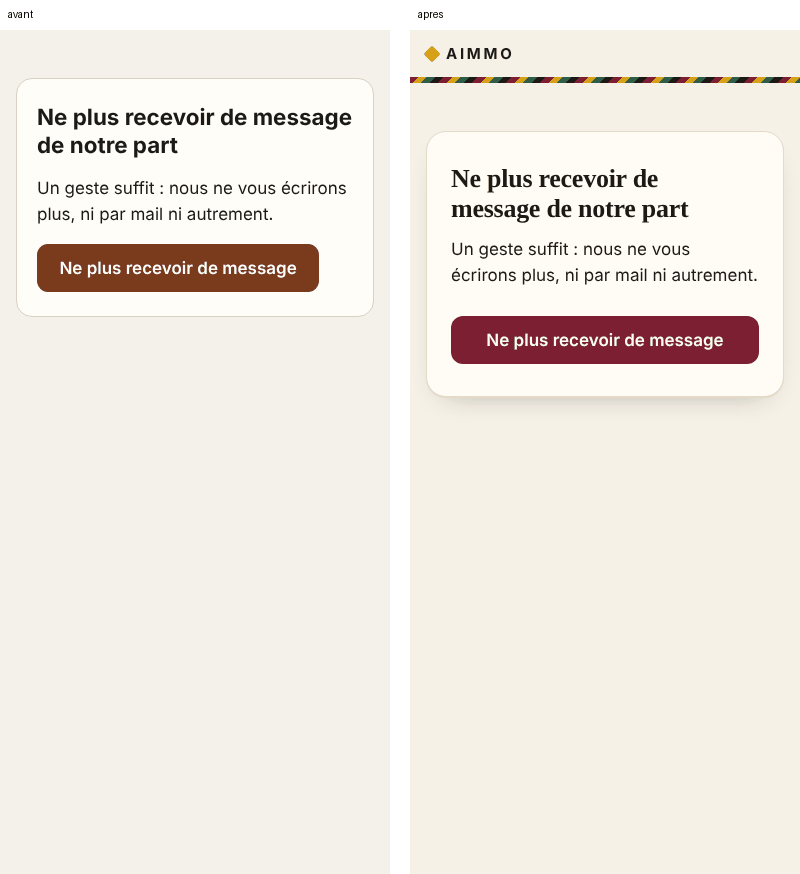 avant
Ne plus recevoir de message
de notre part
Un geste suffit : nous ne vous écrirons
plus, ni par mail ni autrement.
Ne plus recevoir de message
apres
AIMMO
Ne plus recevoir de
message de notre part
Un geste suffit : nous ne vous
écrirons plus, ni par mail ni autrement.
Ne plus recevoir de message